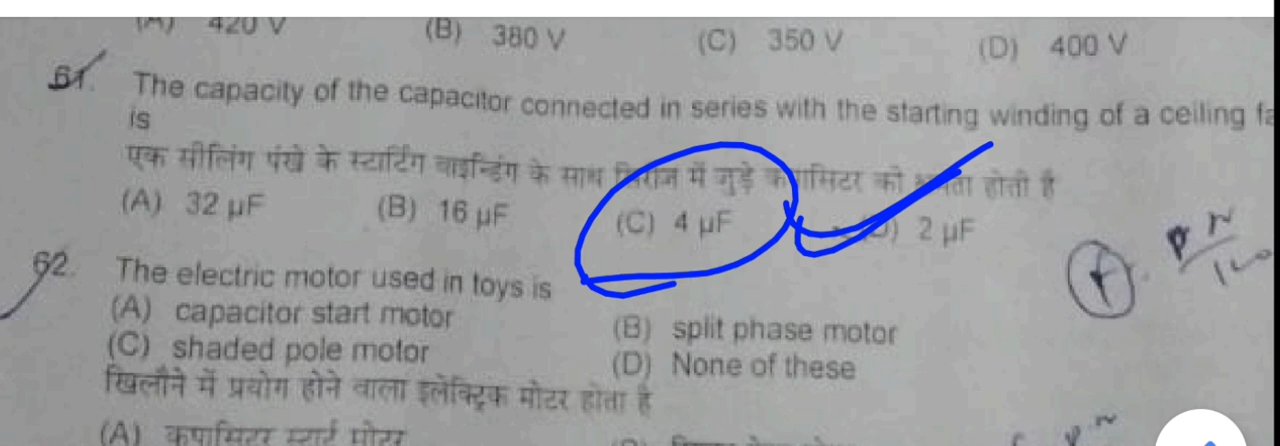 (A) 420 V (B) 380 V (C) 350 V (D) 400 V
61. The capacity of the capacitor connected in series with the starting winding of a ceiling
is
एक सीलिंग पंखे के स्टार्टिंग वाइन्डिंग के साथ सिरीज में जुड़े की होती है
(A) 32 µF (B) 16 µF (C) 4 µF (D) 2 µF
62. The electric motor used in toys is
(A) capacitor start motor (B) split phase motor
(C) shaded pole motor (D) None of these
खिलौने में प्रयोग होने वाला इलेक्ट्रिक मोटर होता है
(A) स्टार्ट मोटर